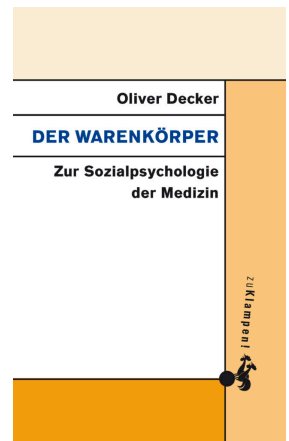 Oliver Decker
DER WARENKÖRPER
Zur Sozialpsychologie
der Medizin
zu Klampen!